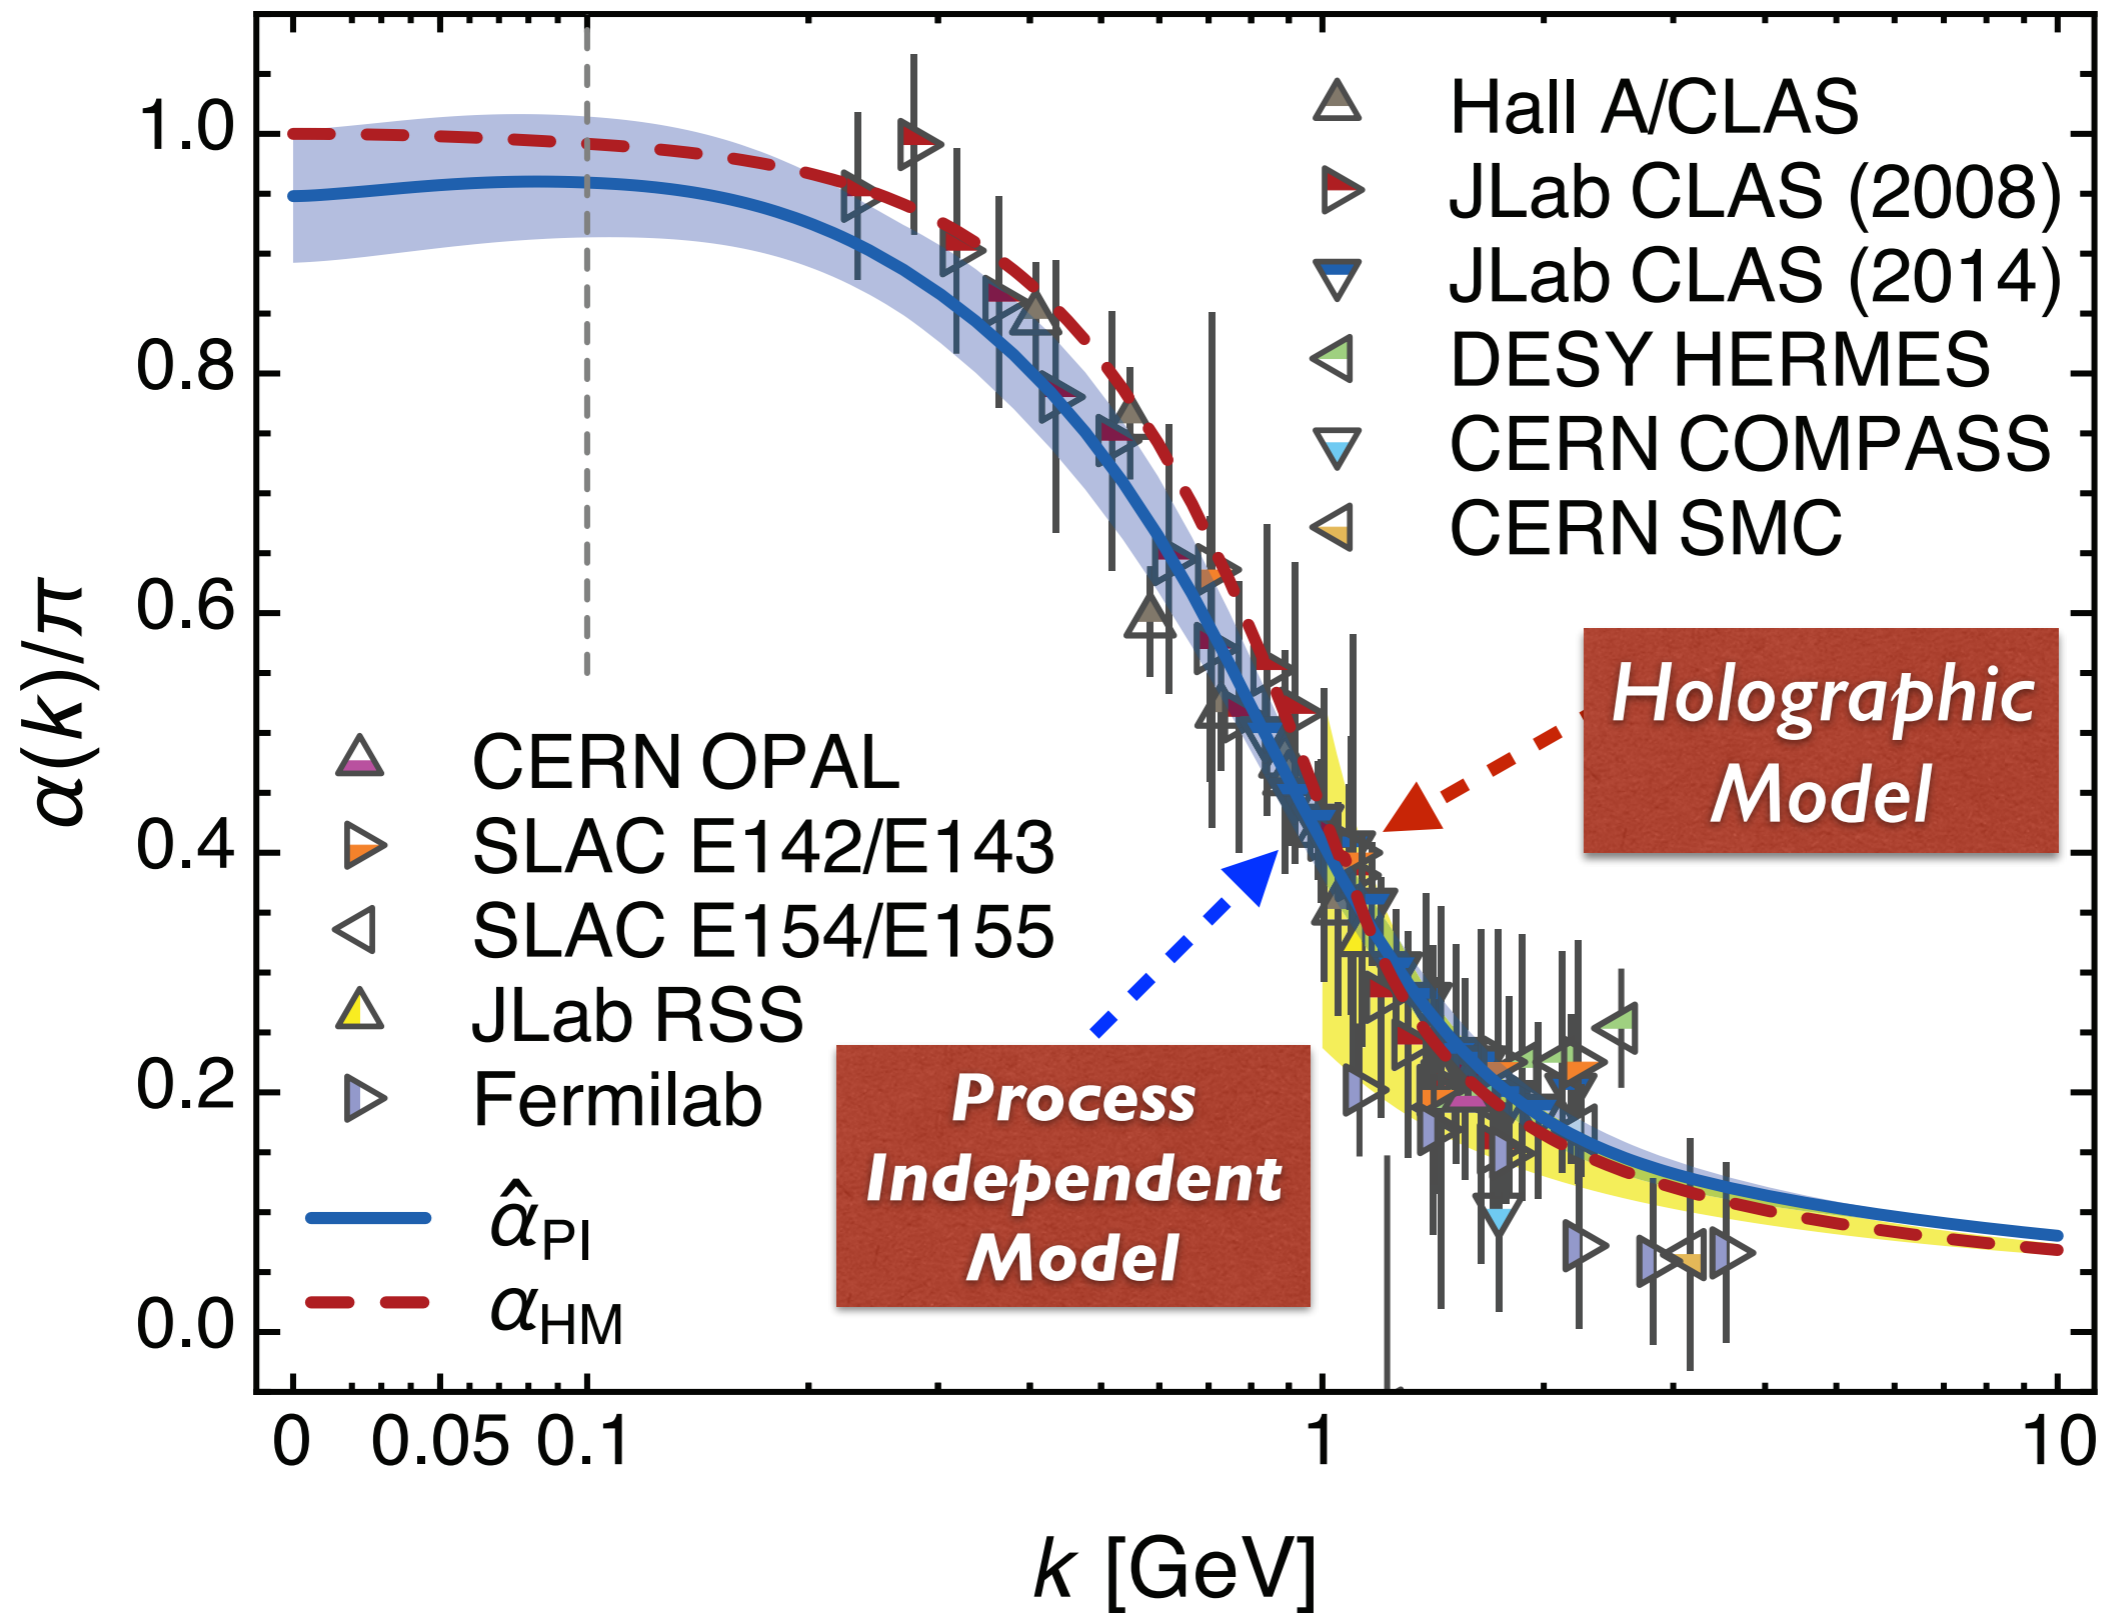 1.0
0.8
0.6
0.4
0.2
0.0
α(k)/π
Hall A/CLAS
JLab CLAS (2008)
JLab CLAS (2014)
DESY HERMES
CERN COMPASS
CERN SMC
Holographic
Model
CERN OPAL
SLAC E142/E143
SLAC E154/E155
JLab RSS
Fermilab
α̂PI
αHM
Process
Independent
Model
0 0.05 0.1 1 10
k [GeV]